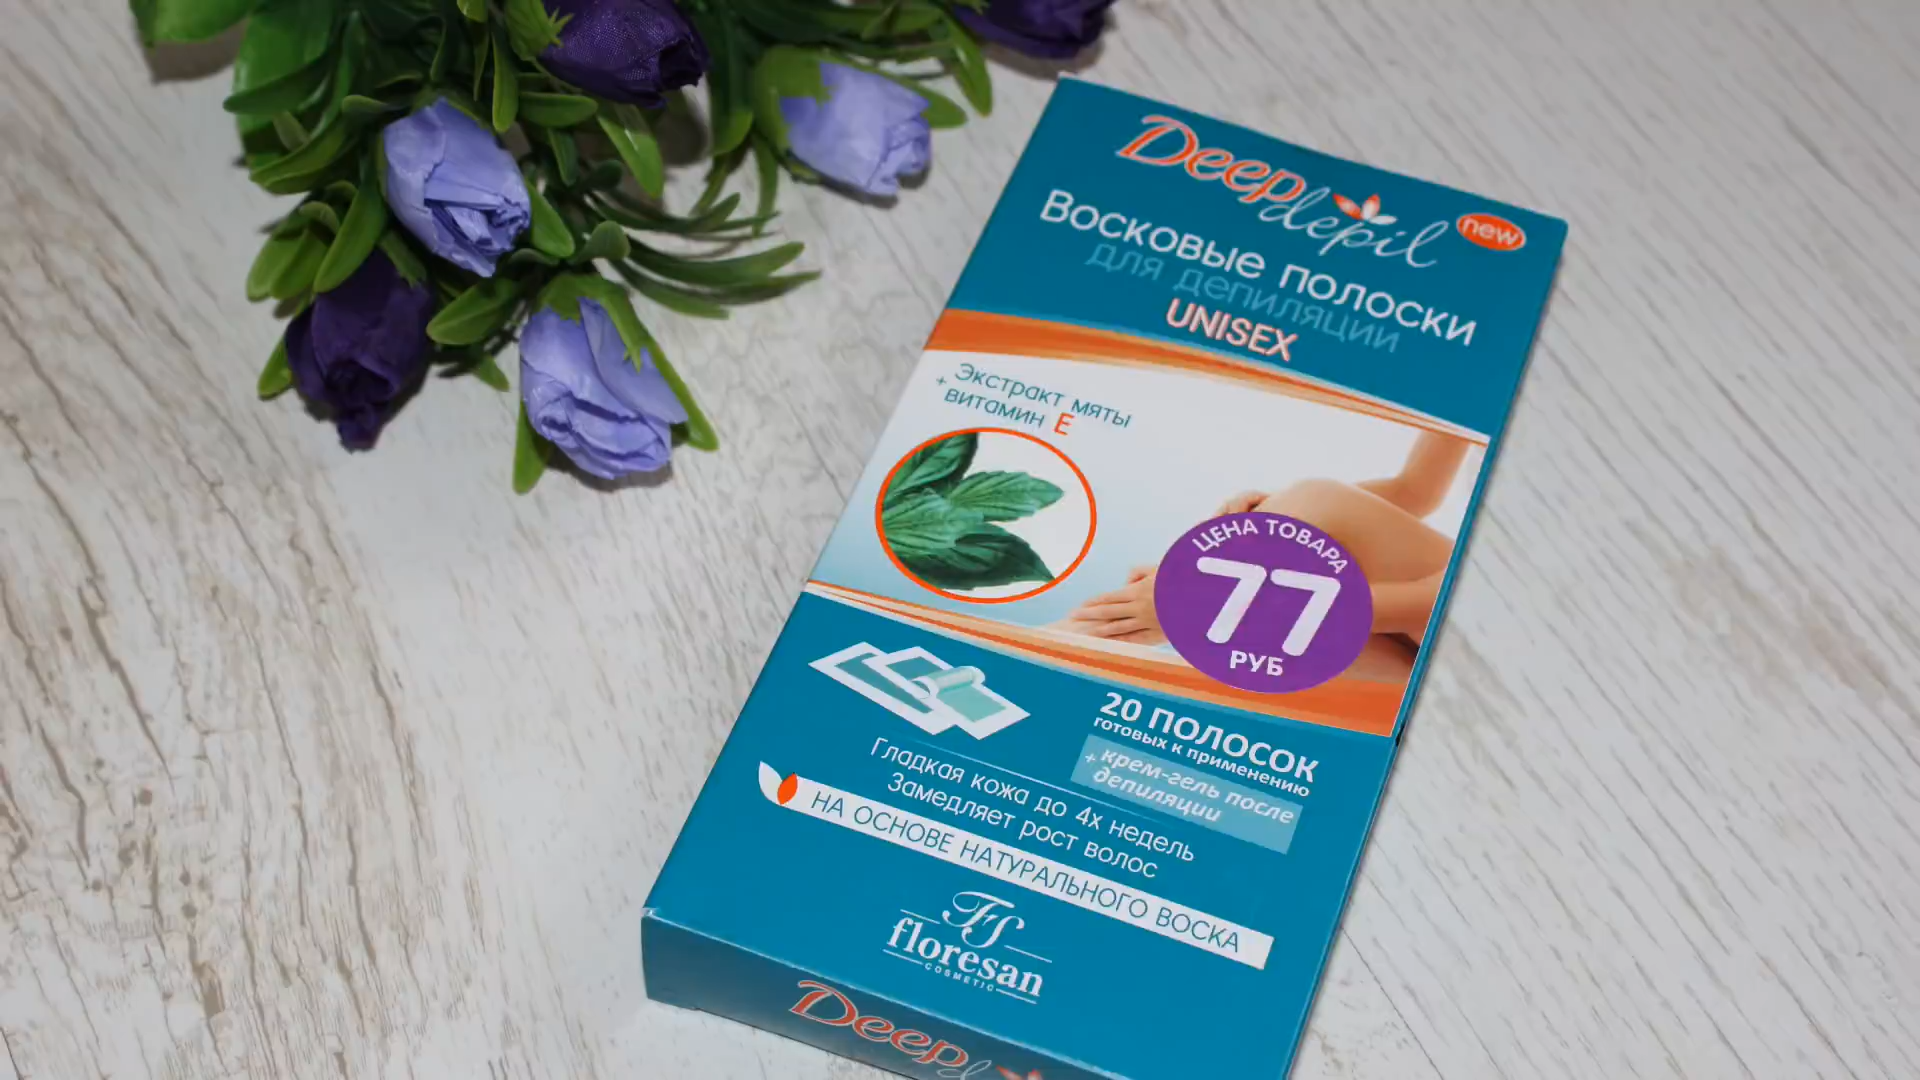 Deep depil
new
Восковые полоски
для депиляции
UNISEX
Экстракт мяты
+ витамин E
ЦЕНА ТОВАРА
77
РУБ
20 ПОЛОСОК
готовых к применению
+ крем-гель после
депиляции
Гладкая кожа до 4х недель
Замедляет рост волос
НА ОСНОВЕ НАТУРАЛЬНОГО ВОСКА
FS
floresan
COSMETIC
Deep